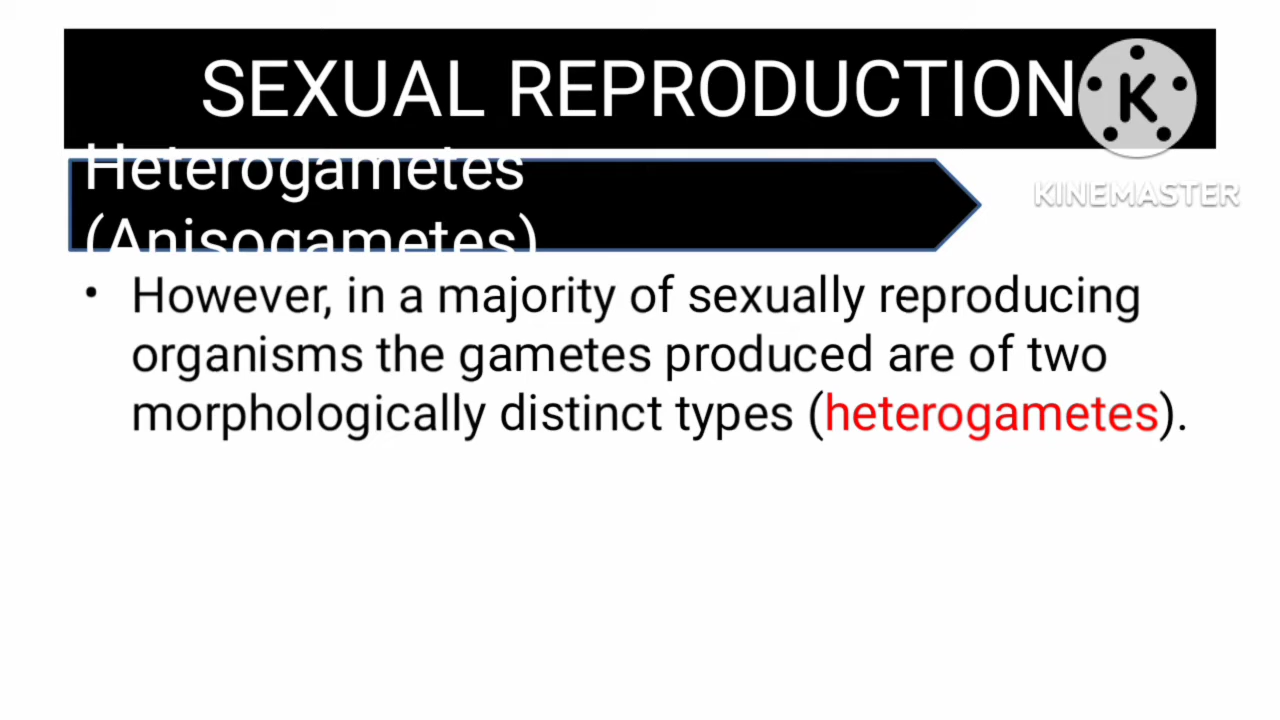 SEXUAL REPRODUCTION
K
KINEMASTER
Heterogametes
(Anisogametes)
• However, in a majority of sexually reproducing
organisms the gametes produced are of two
morphologically distinct types (heterogametes).